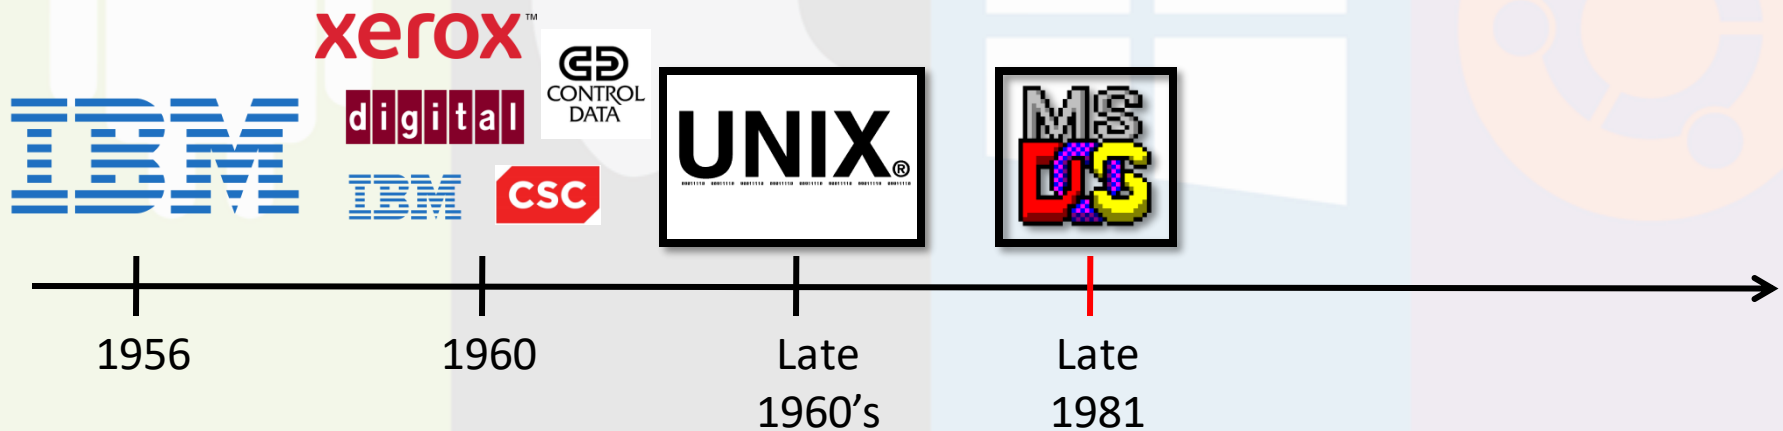 IBM
xerox™
digital
CONTROL
DATA
IBM
CSC
UNIX®
MS
DOS
1956
1960
Late
1960’s
Late
1981